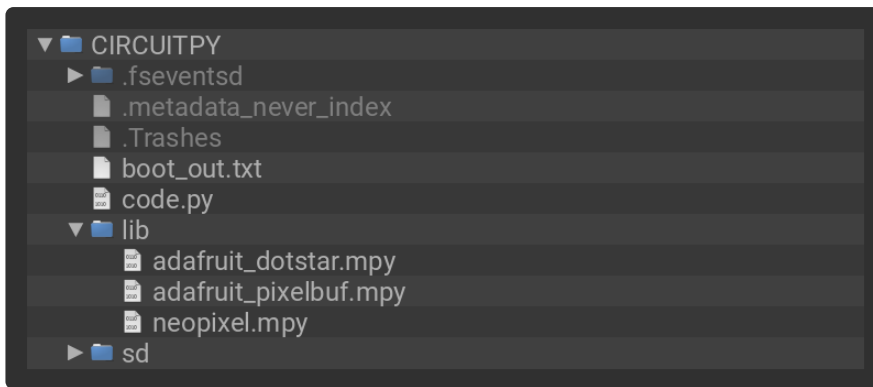 CIRCUITPY
.fseventsd
.metadata_never_index
.Trashes
boot_out.txt
code.py
lib
adafruit_dotstar.mpy
adafruit_pixelbuf.mpy
neopixel.mpy
sd